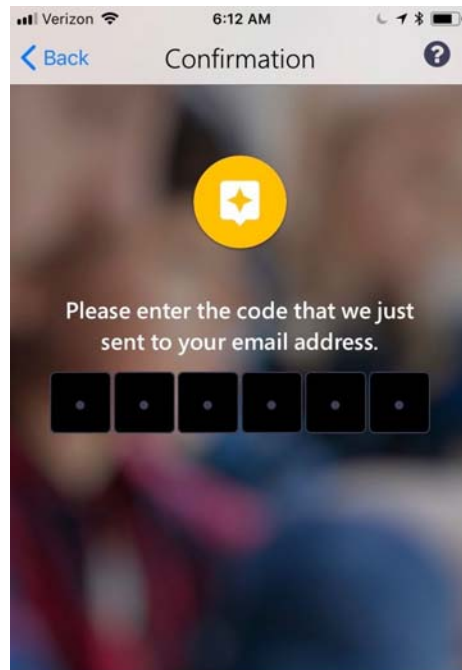 Verizon 6:12 AM
Back Confirmation ?
Please enter the code that we just
sent to your email address.